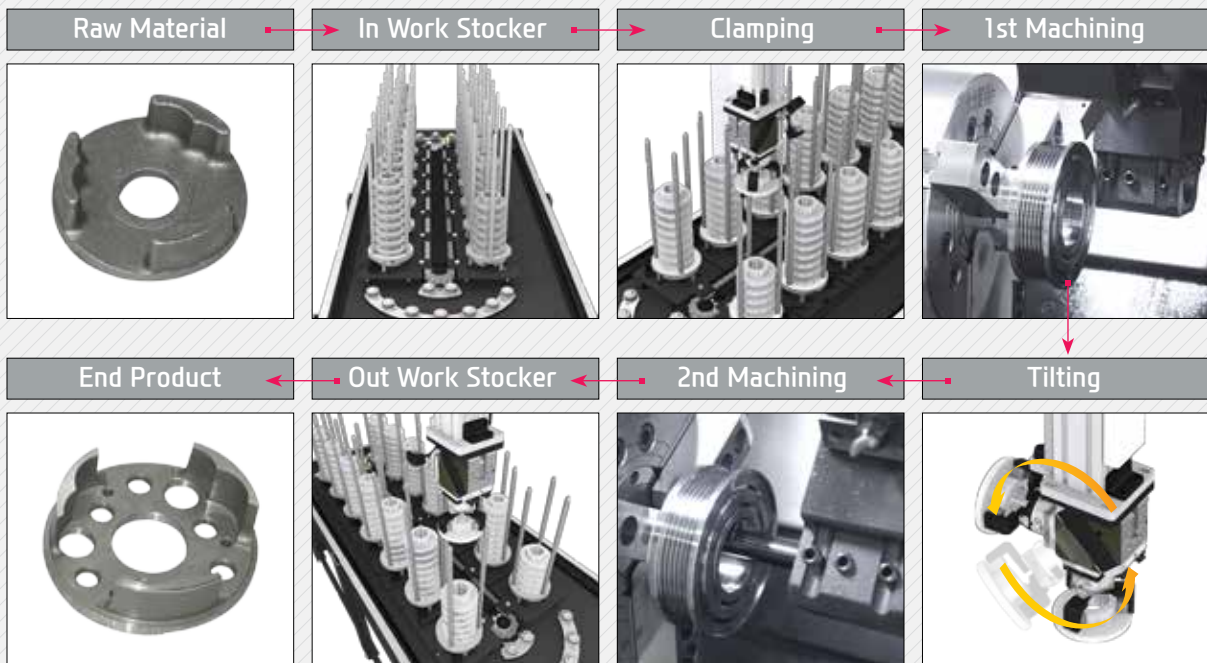 Raw Material
In Work Stocker
Clamping
1st Machining
End Product
Out Work Stocker
2nd Machining
Tilting